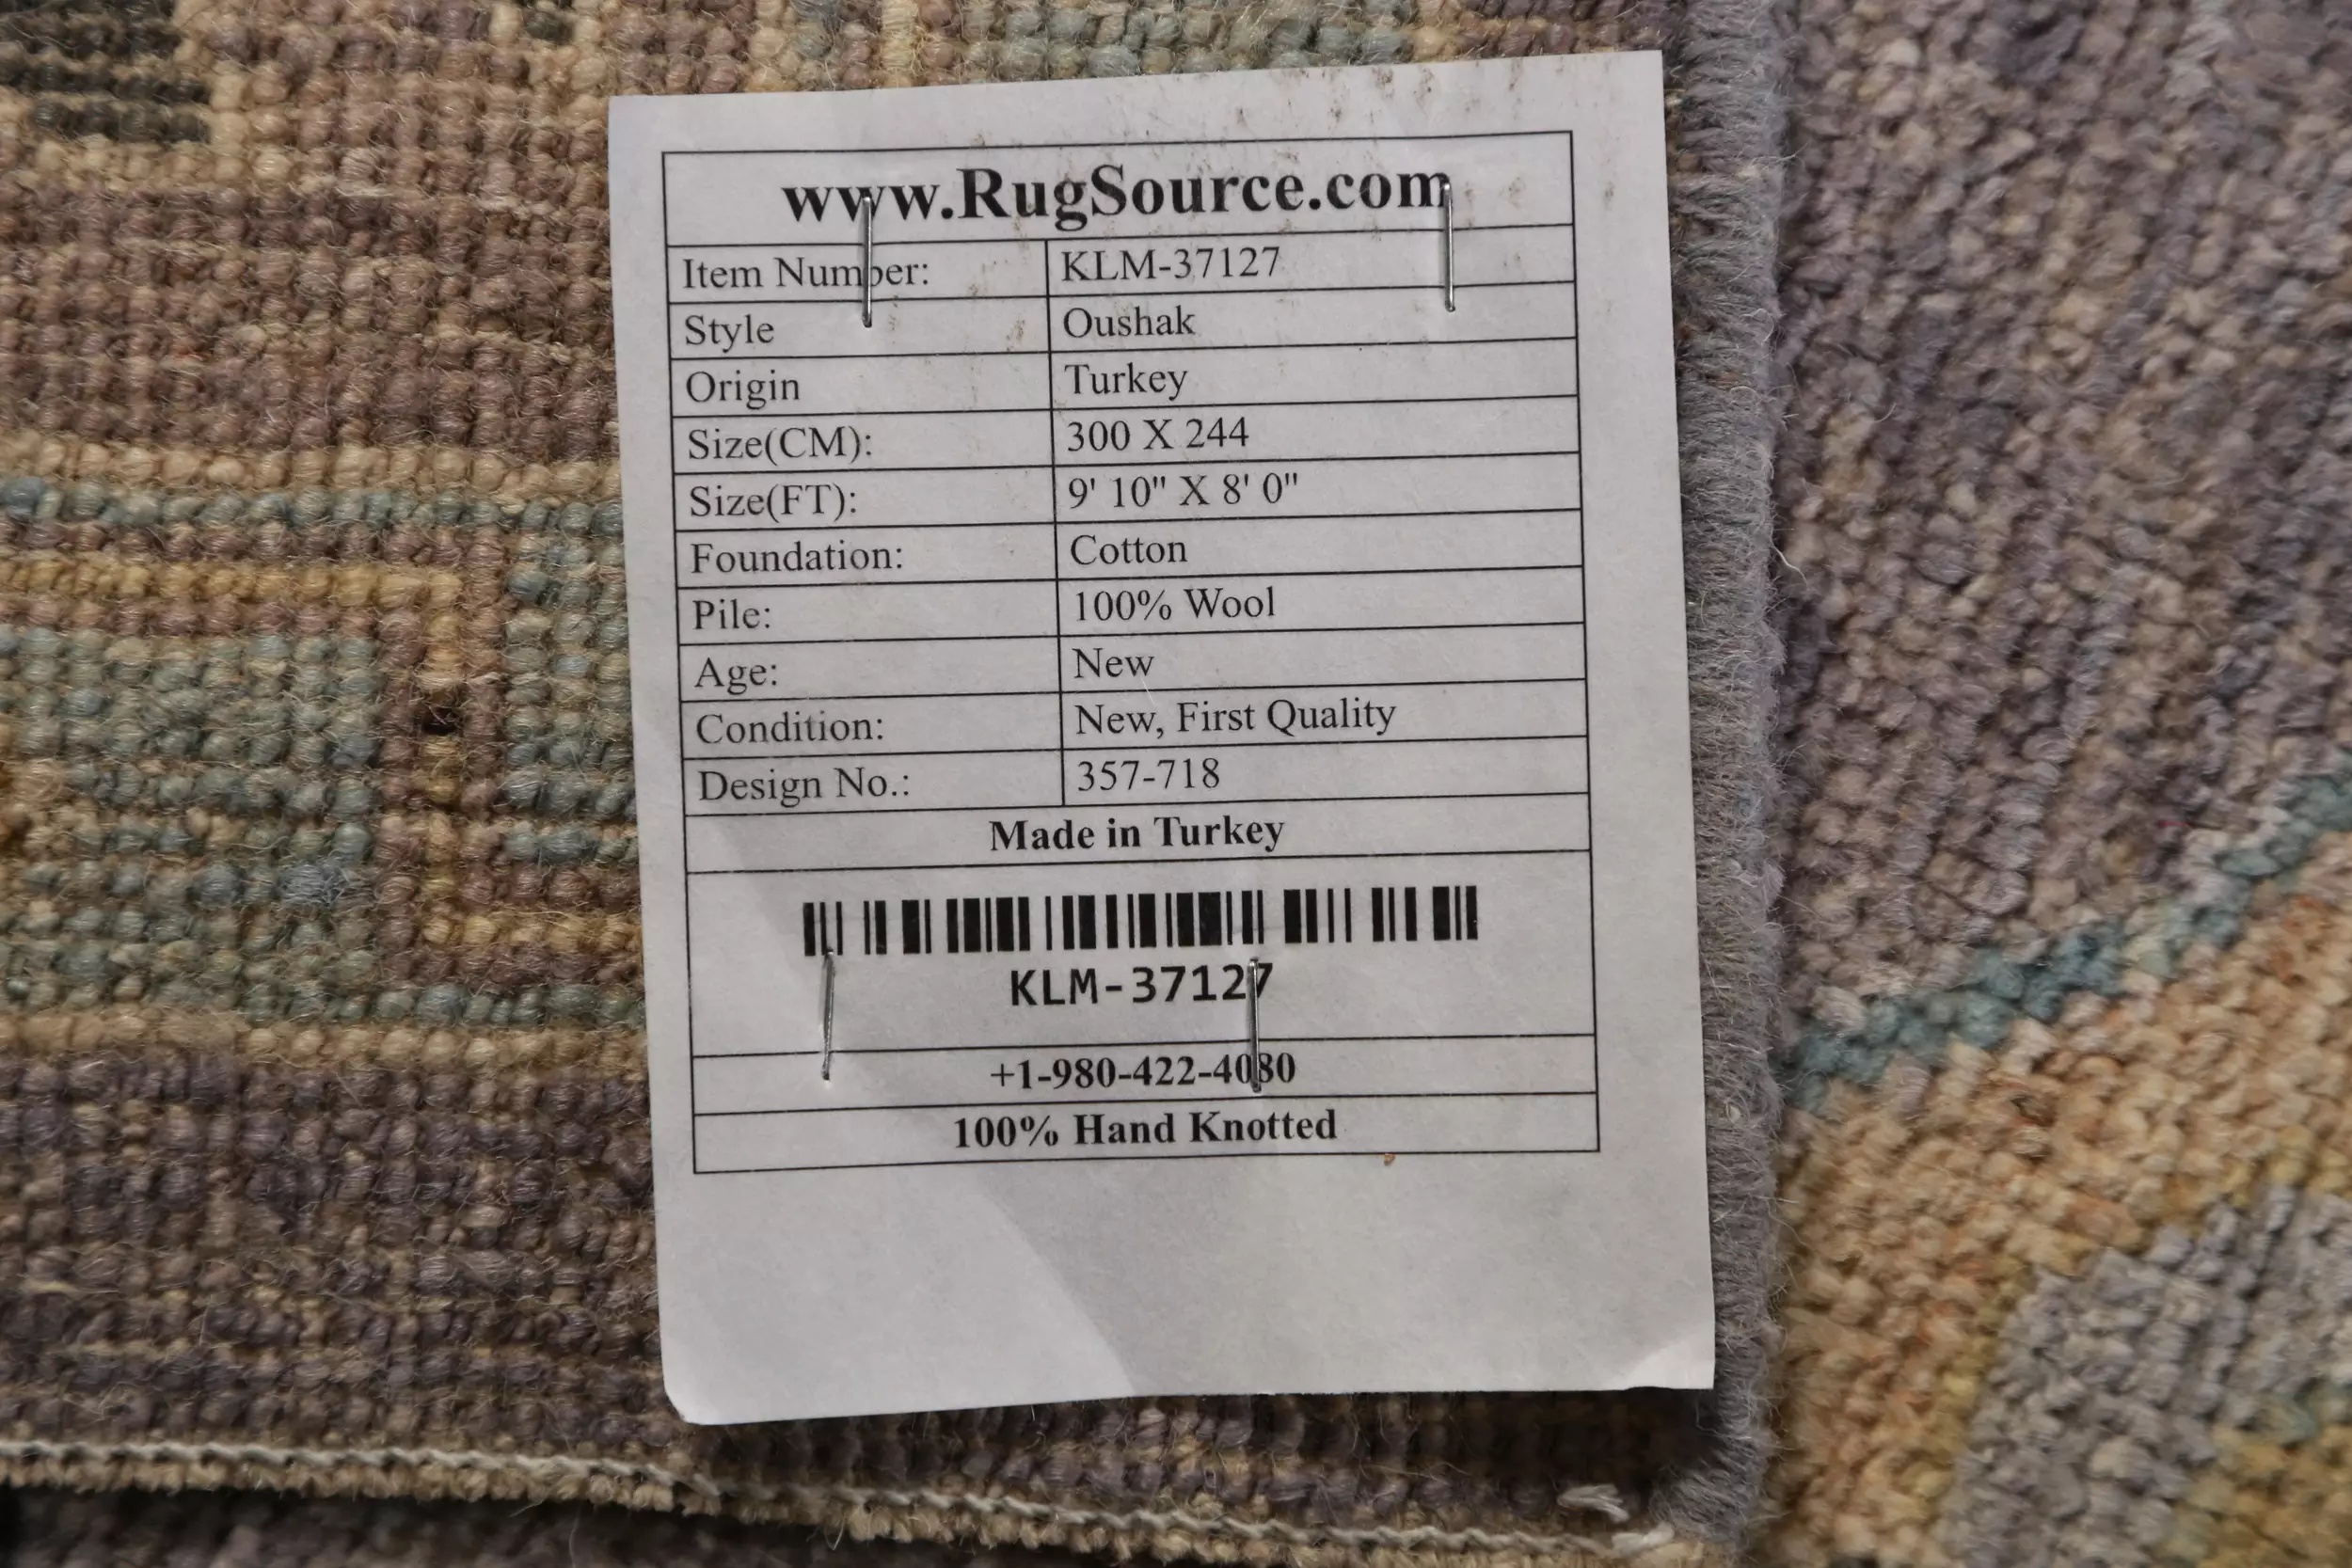 www.RugSource.com
Item Number: KLM-37127
Style Oushak
Origin Turkey
Size(CM): 300 X 244
Size(FT): 9' 10" X 8' 0"
Foundation: Cotton
Pile: 100% Wool
Age: New
Condition: New, First Quality
Design No.: 357-718
Made in Turkey
KLM-37127
+1-980-422-4080
100% Hand Knotted